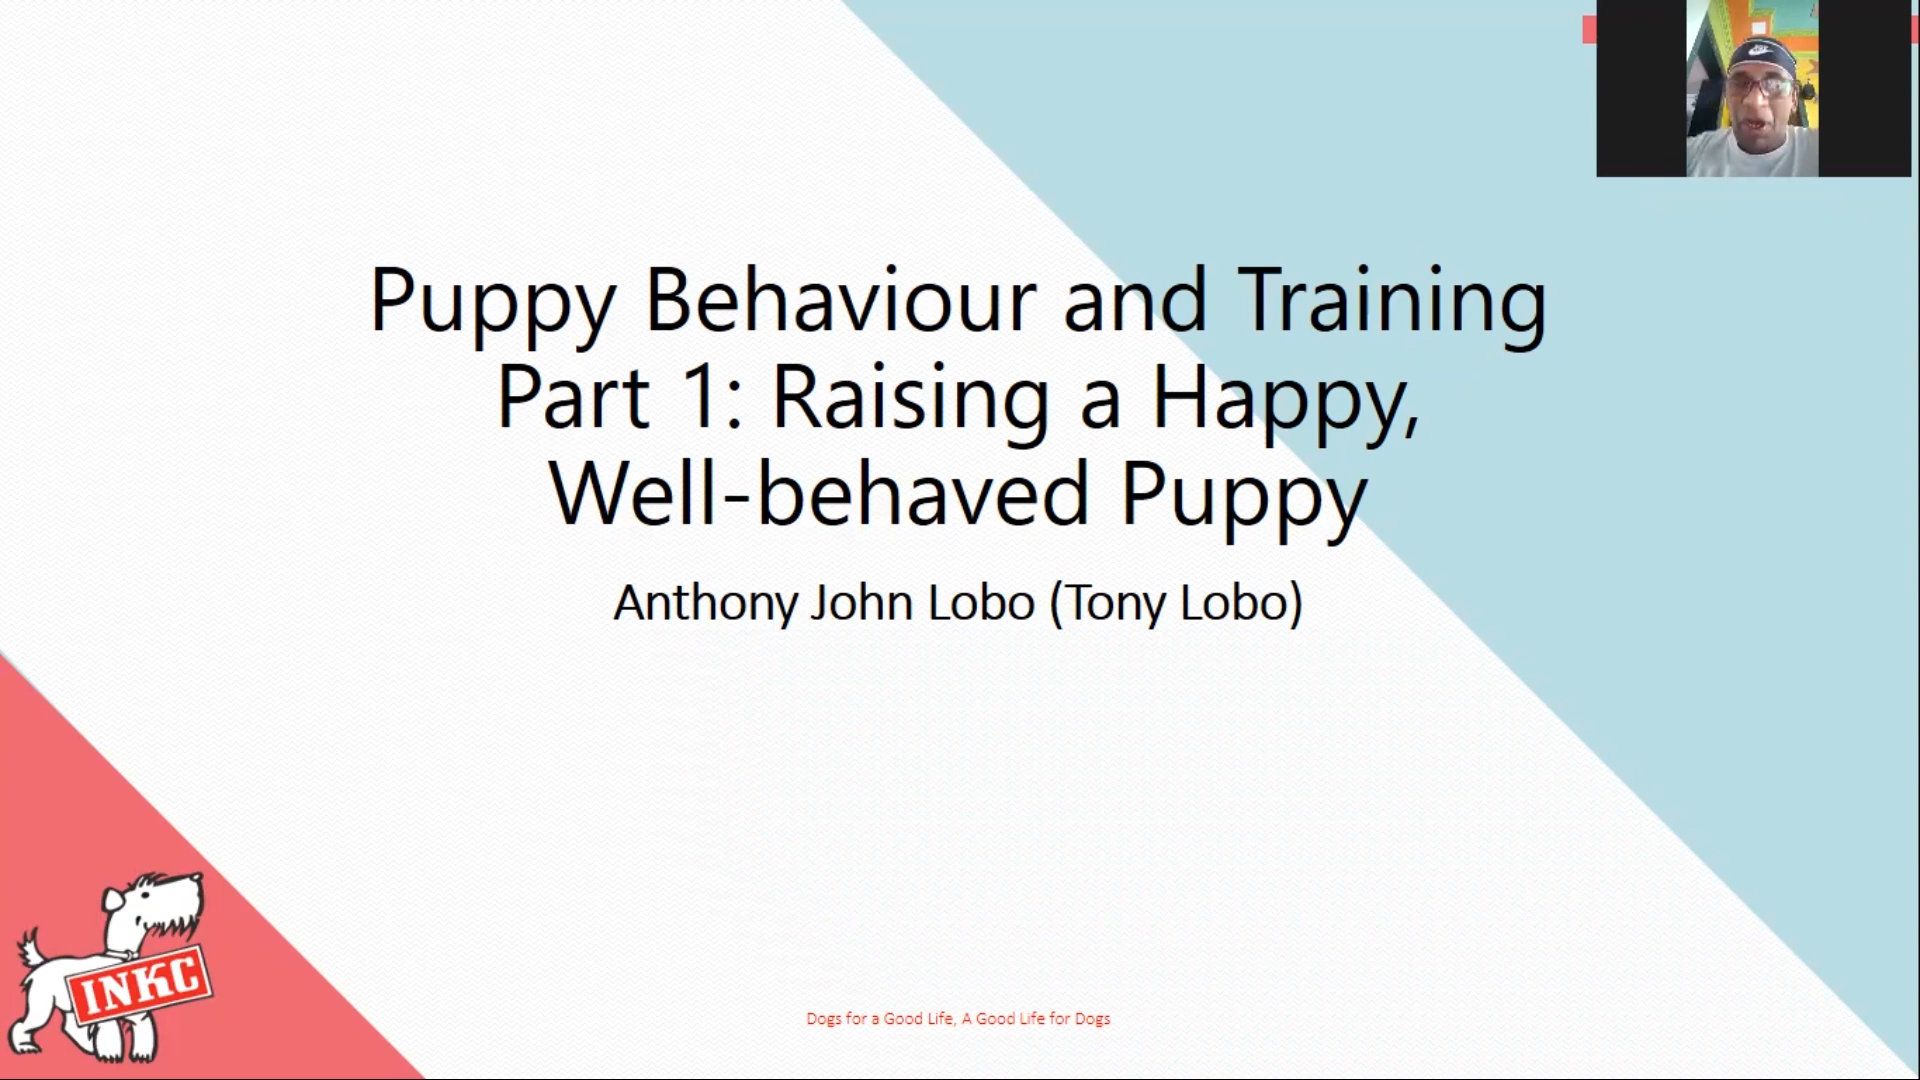 Puppy Behaviour and Training
Part 1: Raising a Happy,
Well-behaved Puppy
Anthony John Lobo (Tony Lobo)
INKC
Dogs for a Good Life, A Good Life for Dogs